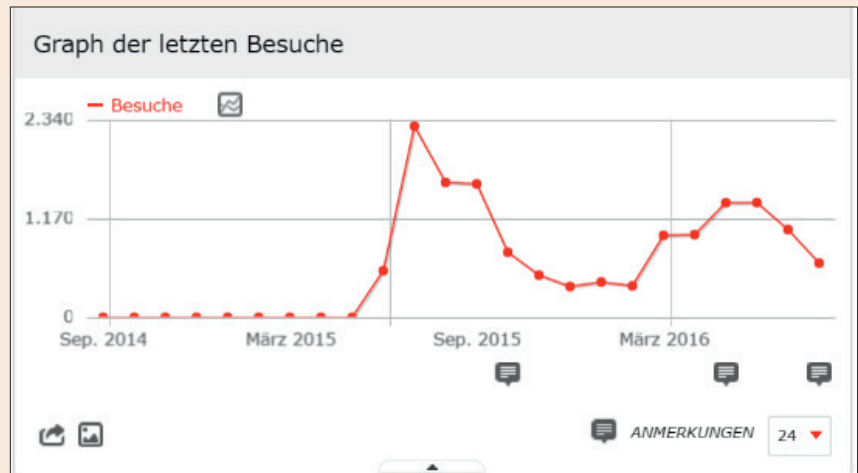 Graph der letzten Besuche
Besuche
2.340
1.170
0
Sep. 2014 März 2015 Sep. 2015 März 2016
ANMERKUNGEN 24